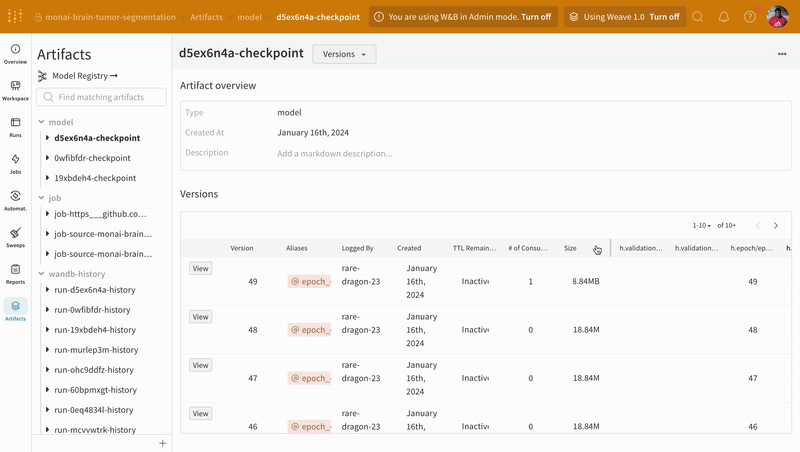 monai-brain-tumor-segmentation > Artifacts > model > d5ex6n4a-checkpoint
You are using W&B in Admin mode. Turn off
Using Weave 1.0 Turn off
Overview
Workspace
Runs
Jobs
Automat.
Sweeps
Reports
Artifacts
Artifacts
Model Registry
Find matching artifacts
model
d5ex6n4a-checkpoint
0wfibfdr-checkpoint
19xbdeh4-checkpoint
job
job-https___github.co...
job-source-monai-brain...
job-source-monai-brain...
wandb-history
run-d5ex6n4a-history
run-0wfibfdr-history
run-19xbdeh4-history
run-murlep3m-history
run-ohc9ddfz-history
run-60bpmxgt-history
run-0eq4834l-history
run-mcvvwtrk-history
d5ex6n4a-checkpoint
Versions
Artifact overview
Type model
Created At January 16th, 2024
Description Add a markdown description...
Versions
1-10 of 10+
Version Aliases Logged By Created TTL Remain... # of Consu... Size h.validation... h.validation... h.epoch/ep...
View 49 @ epoch_ rare-dragon-23 January 16th, 2024 Inactive 1 8.84MB 49
View 48 @ epoch_ rare-dragon-23 January 16th, 2024 Inactive 0 18.84M 48
View 47 @ epoch_ rare-dragon-23 January 16th, 2024 Inactive 0 18.84M 47
View 46 @ epoch_ rare-dragon-23 January 16th, Inactive 0 18.84M 46